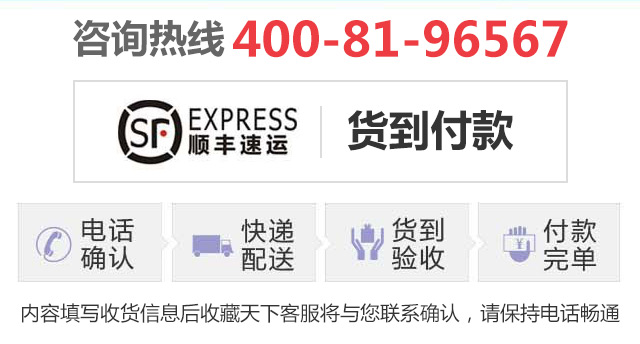 咨询热线 400-81-96567
SF EXPRESS
顺丰速运
货到付款
电话
确认
快递
配送
货到
验收
¥
付款
完单
内容填写收货信息后收藏天下客服将与您联系确认，请保持电话畅通